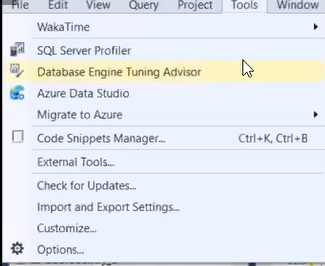 File Edit View Query Project Tools Window
WakaTime
SQL Server Profiler
Database Engine Tuning Advisor
Azure Data Studio
Migrate to Azure
Code Snippets Manager... Ctrl+K, Ctrl+B
External Tools...
Check for Updates...
Import and Export Settings...
Customize...
Options...